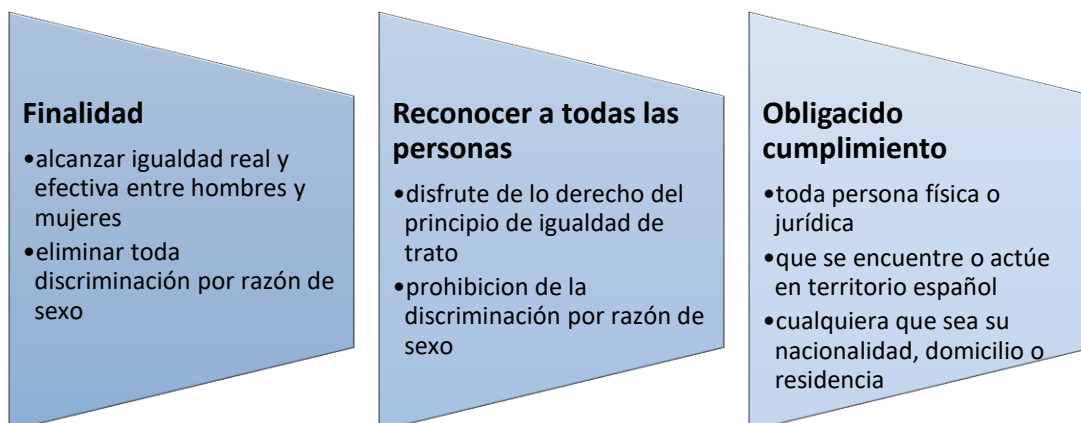 Finalidad
•alcanzar igualdad real y
efectiva entre hombres y
mujeres
•eliminar toda
discriminación por razón de
sexo
Reconocer a todas las
personas
•disfrute de lo derecho del
principio de igualdad de
trato
•prohibicion de la
discriminación por razón de
sexo
Obligacido
cumplimiento
•toda persona física o
jurídica
•que se encuentre o actúe
en territorio español
•cualquiera que sea su
nacionalidad, domicilio o
residencia